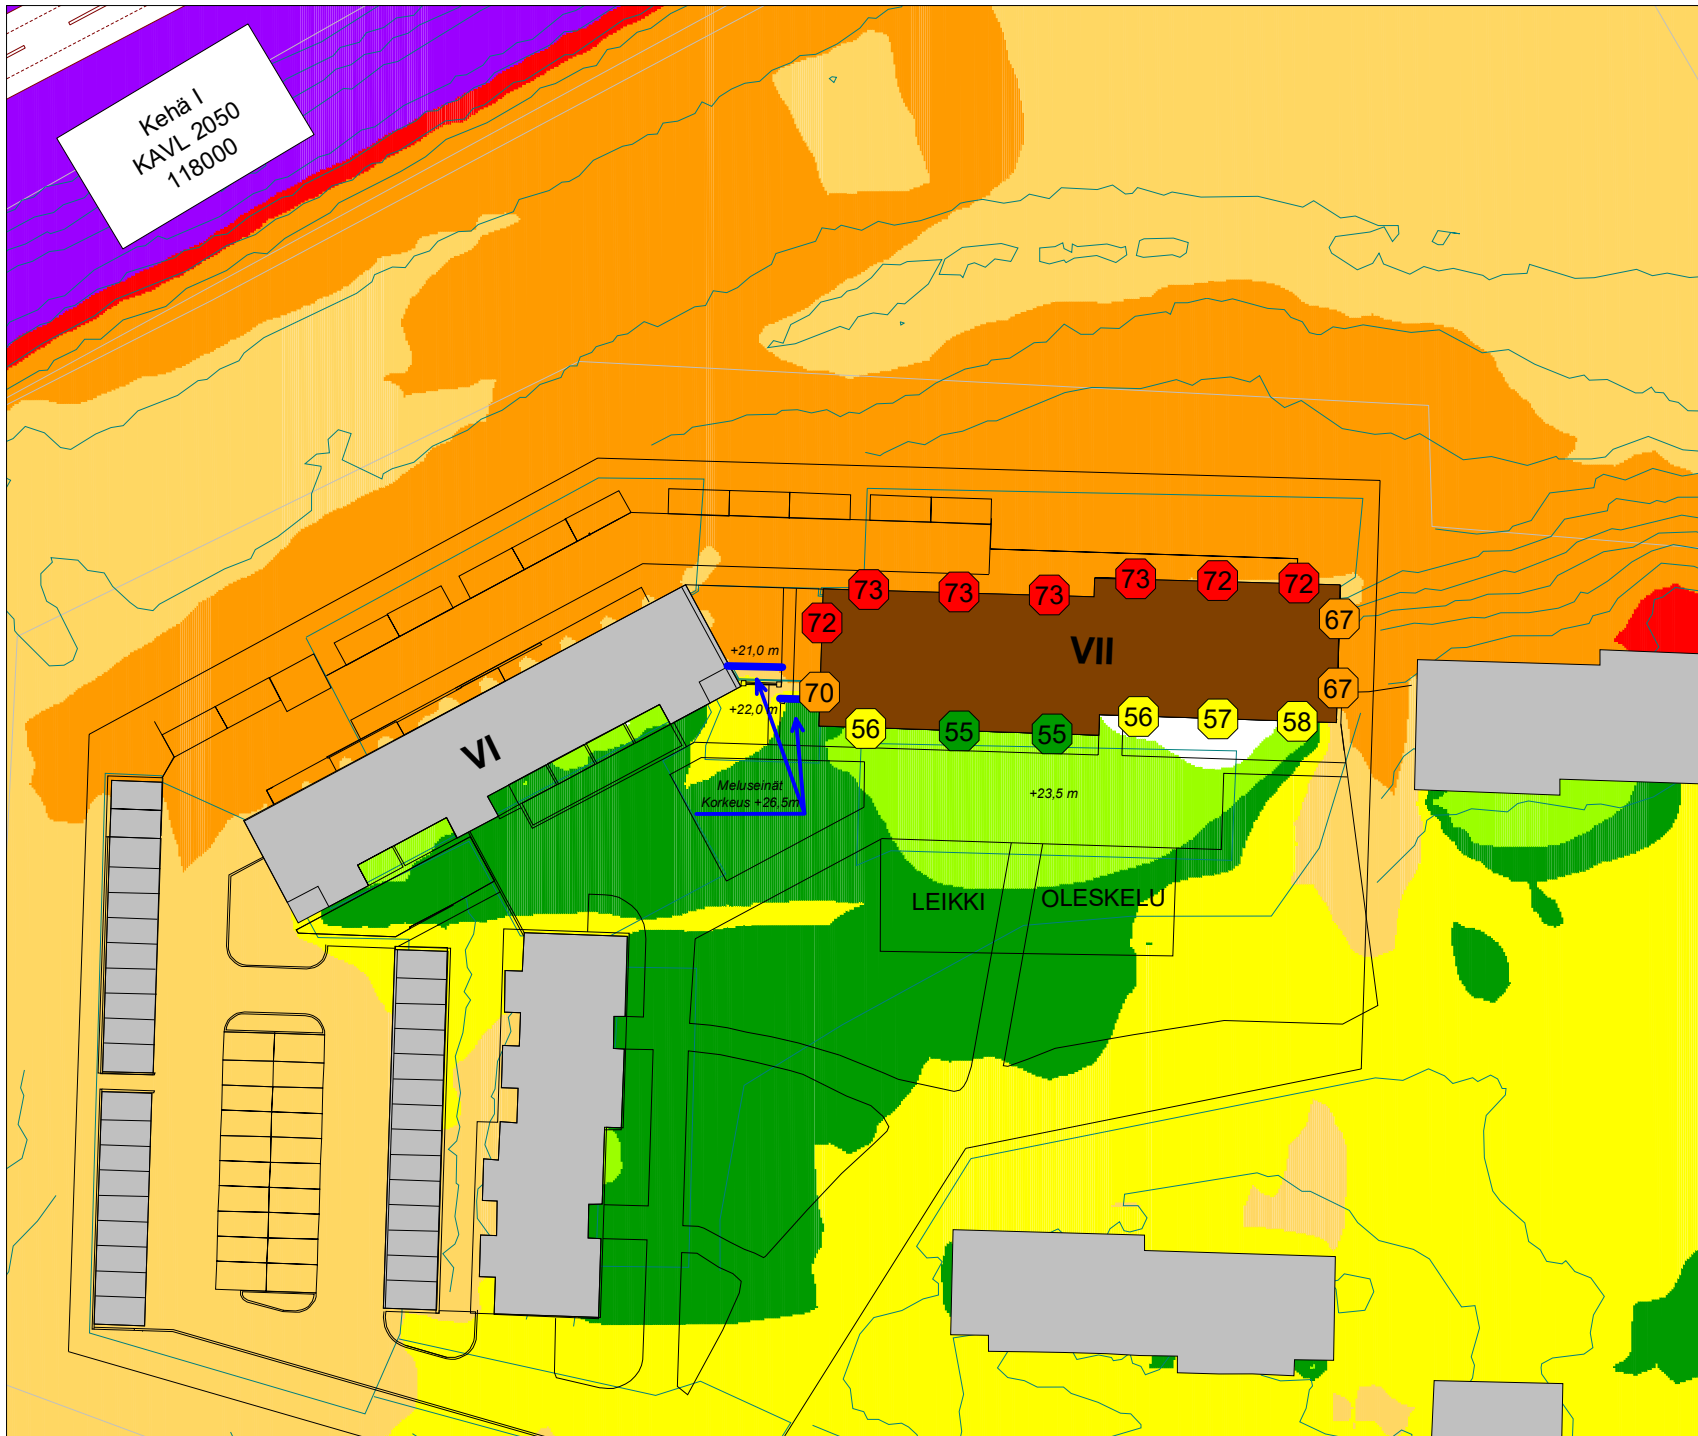 Kehä I
KAVL 2050
118000
73
73
73
73
72
72
72
67
VII
+21,0 m
70
67
+22,0 m
56
55
55
56
57
58
VI
Meluseinät
Korkeus +26,5m
+23,5 m
LEIKKI
OLESKELU